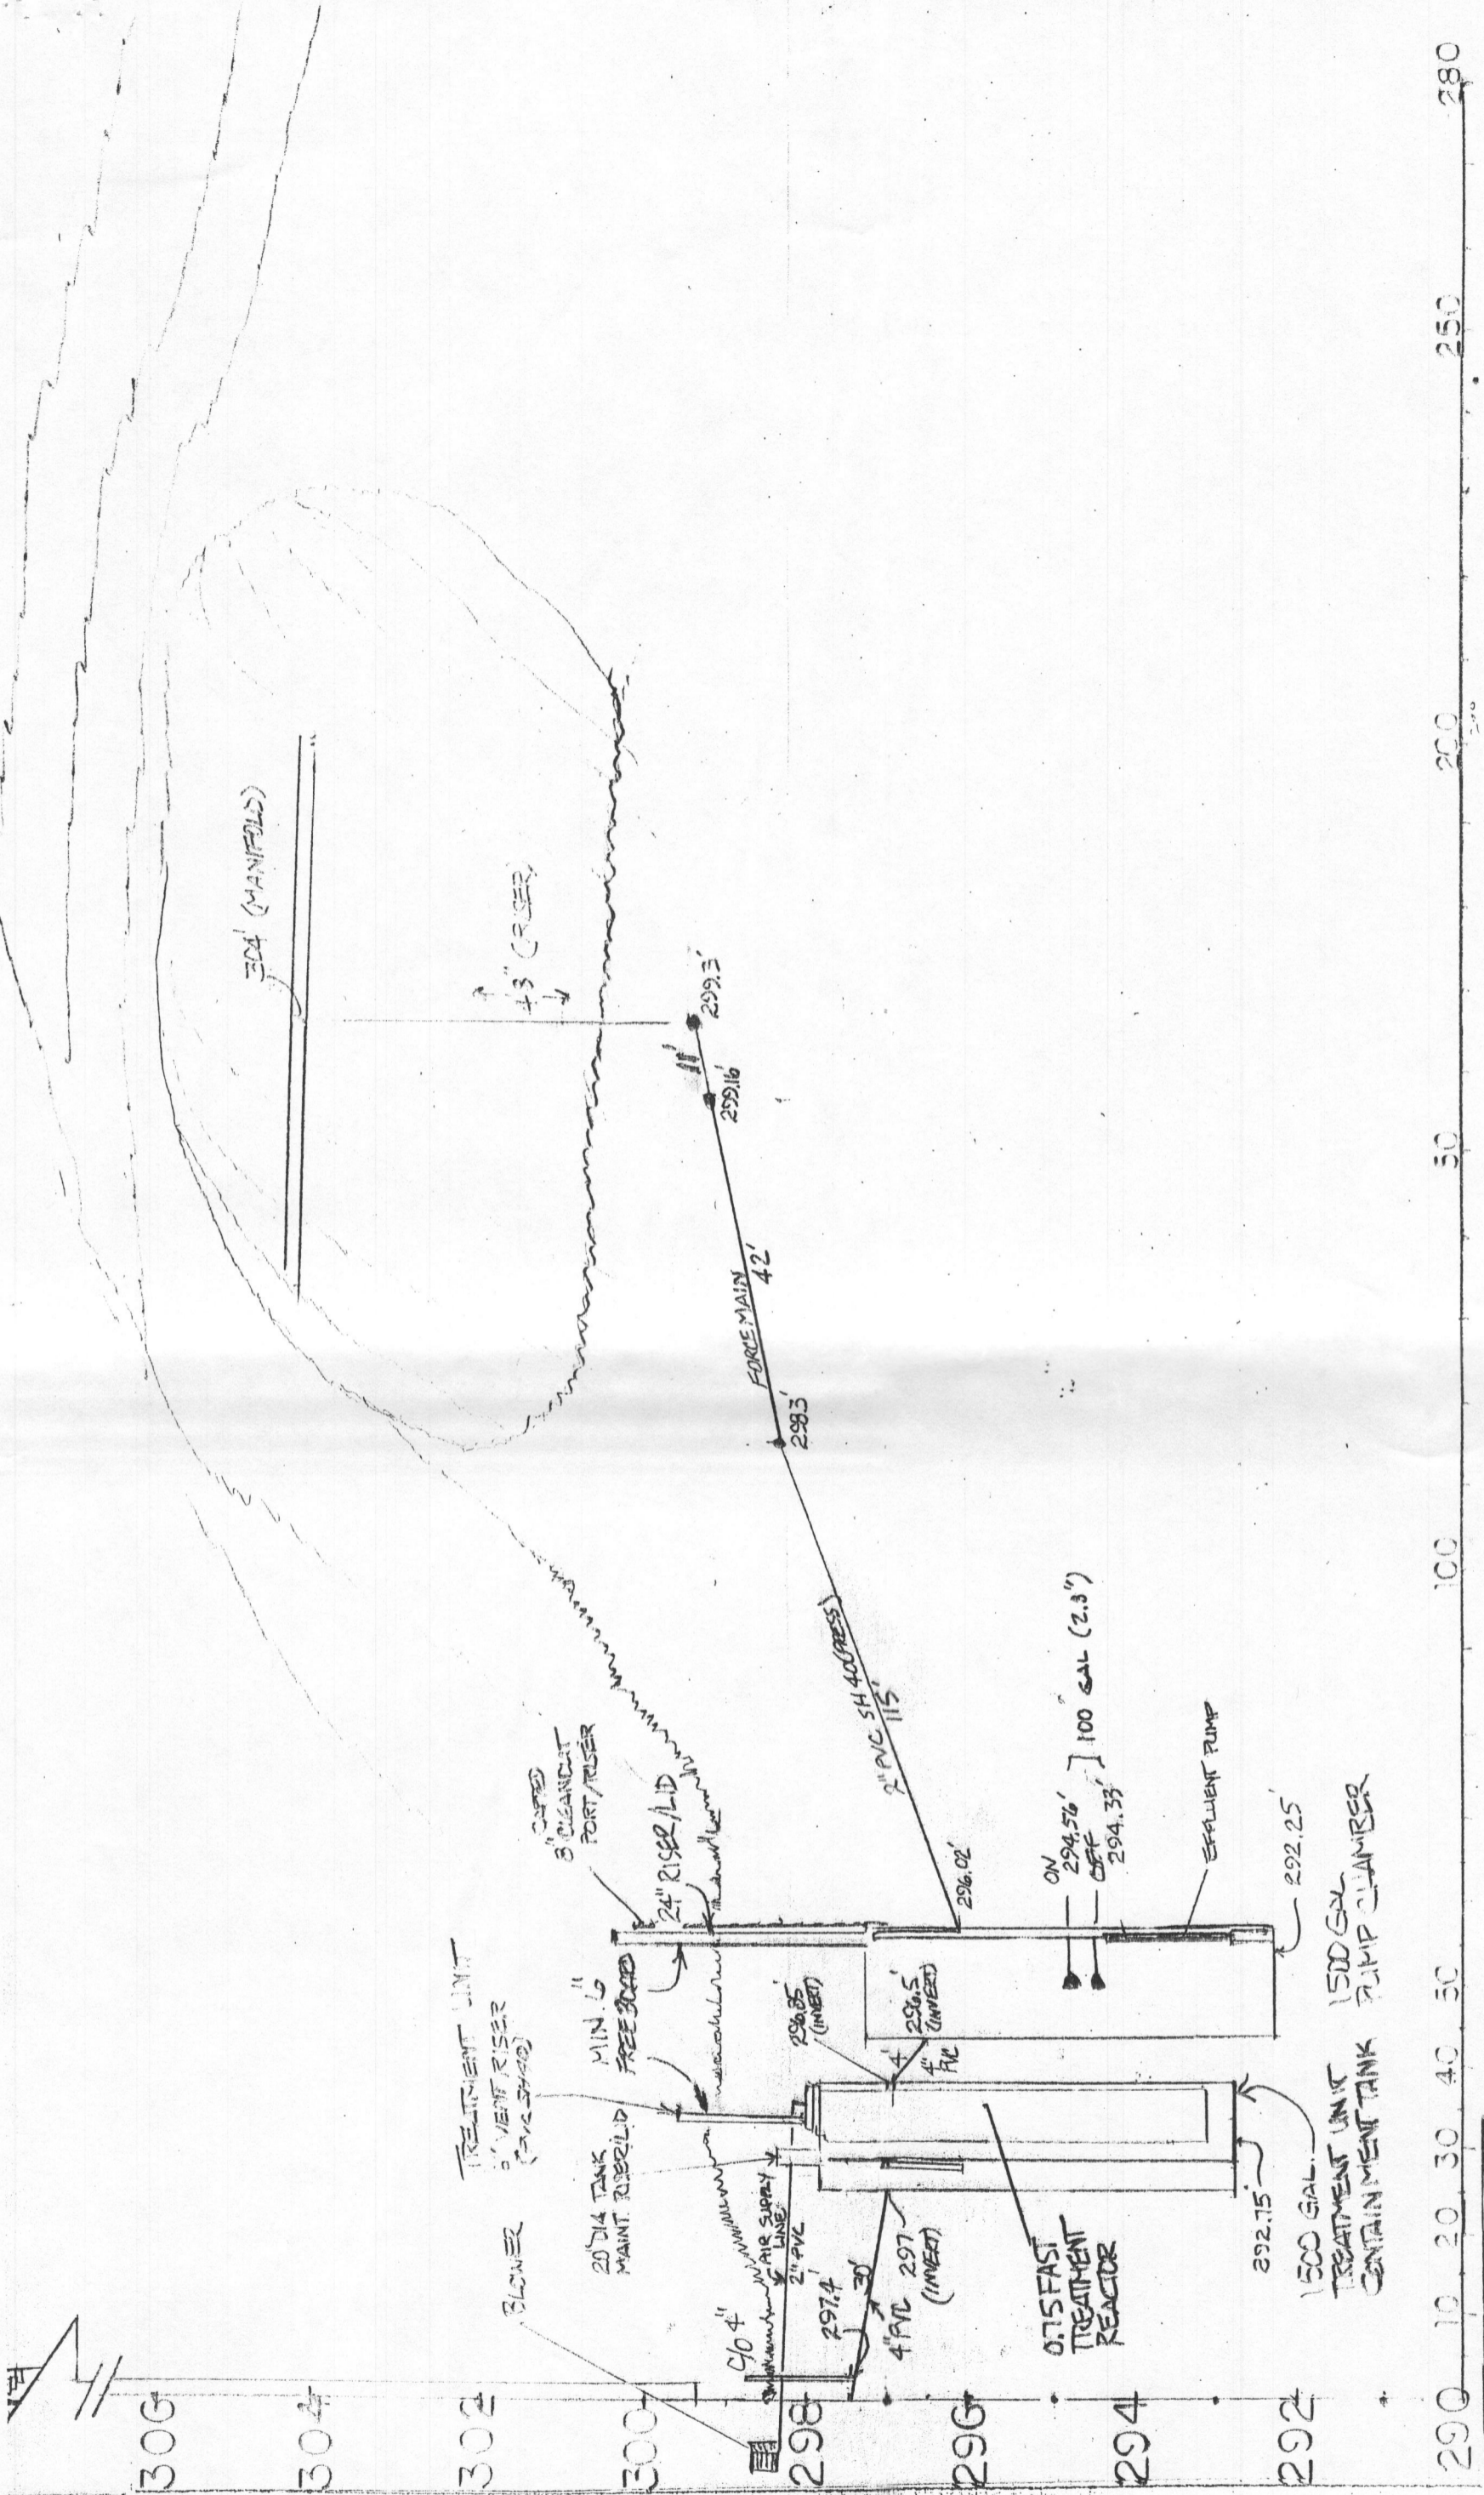 304' (MANIFOLD)
43" (RISER)
299.3'
11'
299.16'
42'
FORCEMAIN
298.3'
2" PVC SH 40 (PRESS)
115'
296.02'
CAPPED
8" CLEANOUT
PORT/RISER
24" RISER/LID
TREATMENT UNIT
VENT RISER
MIN. 6"
FREEBOARD
20" DIA TANK
MAINT. RISER/LID
BLOWER
C/O 4"
AIR SUPPLY
LINE
2" PVC
297.4'
30'
4" PVC
297
(INVERT)
296.85'
(INVERT)
4'
4"
PVC
296.5'
(INVERT)
ON
294.56'
OFF
294.33'
] 100 GAL (2.3")
EFFLUENT PUMP
292.25'
1500 GAL
PUMP CHAMBER
0.75 FAST
TREATMENT
REACTOR
292.75'
1500 GAL.
TREATMENT UNIT
CONTAINMENT TANK
306
304
302
300
298
296
294
292
290
10
20
30
40
50
100
50
200
250
280